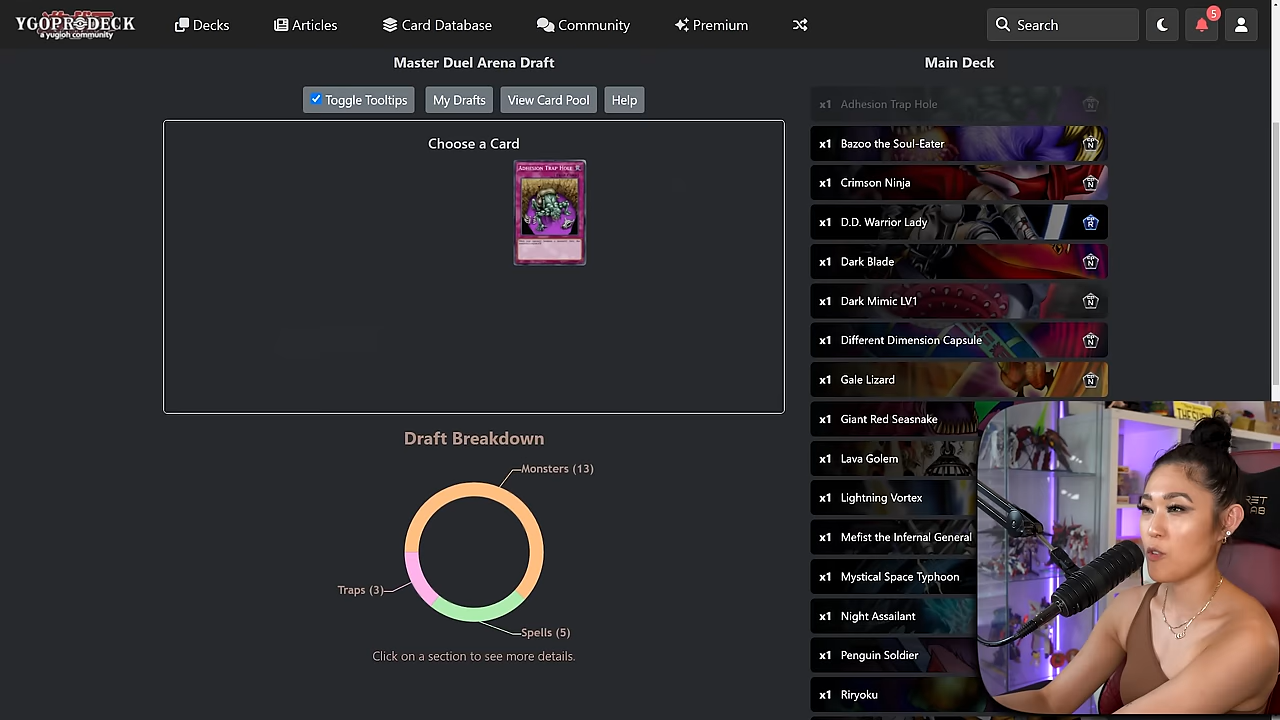 YGOPRODECK
a yugioh community
Decks
Articles
Card Database
Community
Premium
Search
5
Master Duel Arena Draft
Toggle Tooltips
My Drafts
View Card Pool
Help
Choose a Card
ADHESION TRAP HOLE
Draft Breakdown
Monsters (13)
Traps (3)
Spells (5)
Click on a section to see more details.
Main Deck
x1 Adhesion Trap Hole N
x1 Bazoo the Soul-Eater N
x1 Crimson Ninja N
x1 D.D. Warrior Lady R
x1 Dark Blade N
x1 Dark Mimic LV1 N
x1 Different Dimension Capsule N
x1 Gale Lizard N
x1 Giant Red Seasnake
x1 Lava Golem
x1 Lightning Vortex
x1 Mefist the Infernal General
x1 Mystical Space Typhoon
x1 Night Assailant
x1 Penguin Soldier
x1 Riryoku